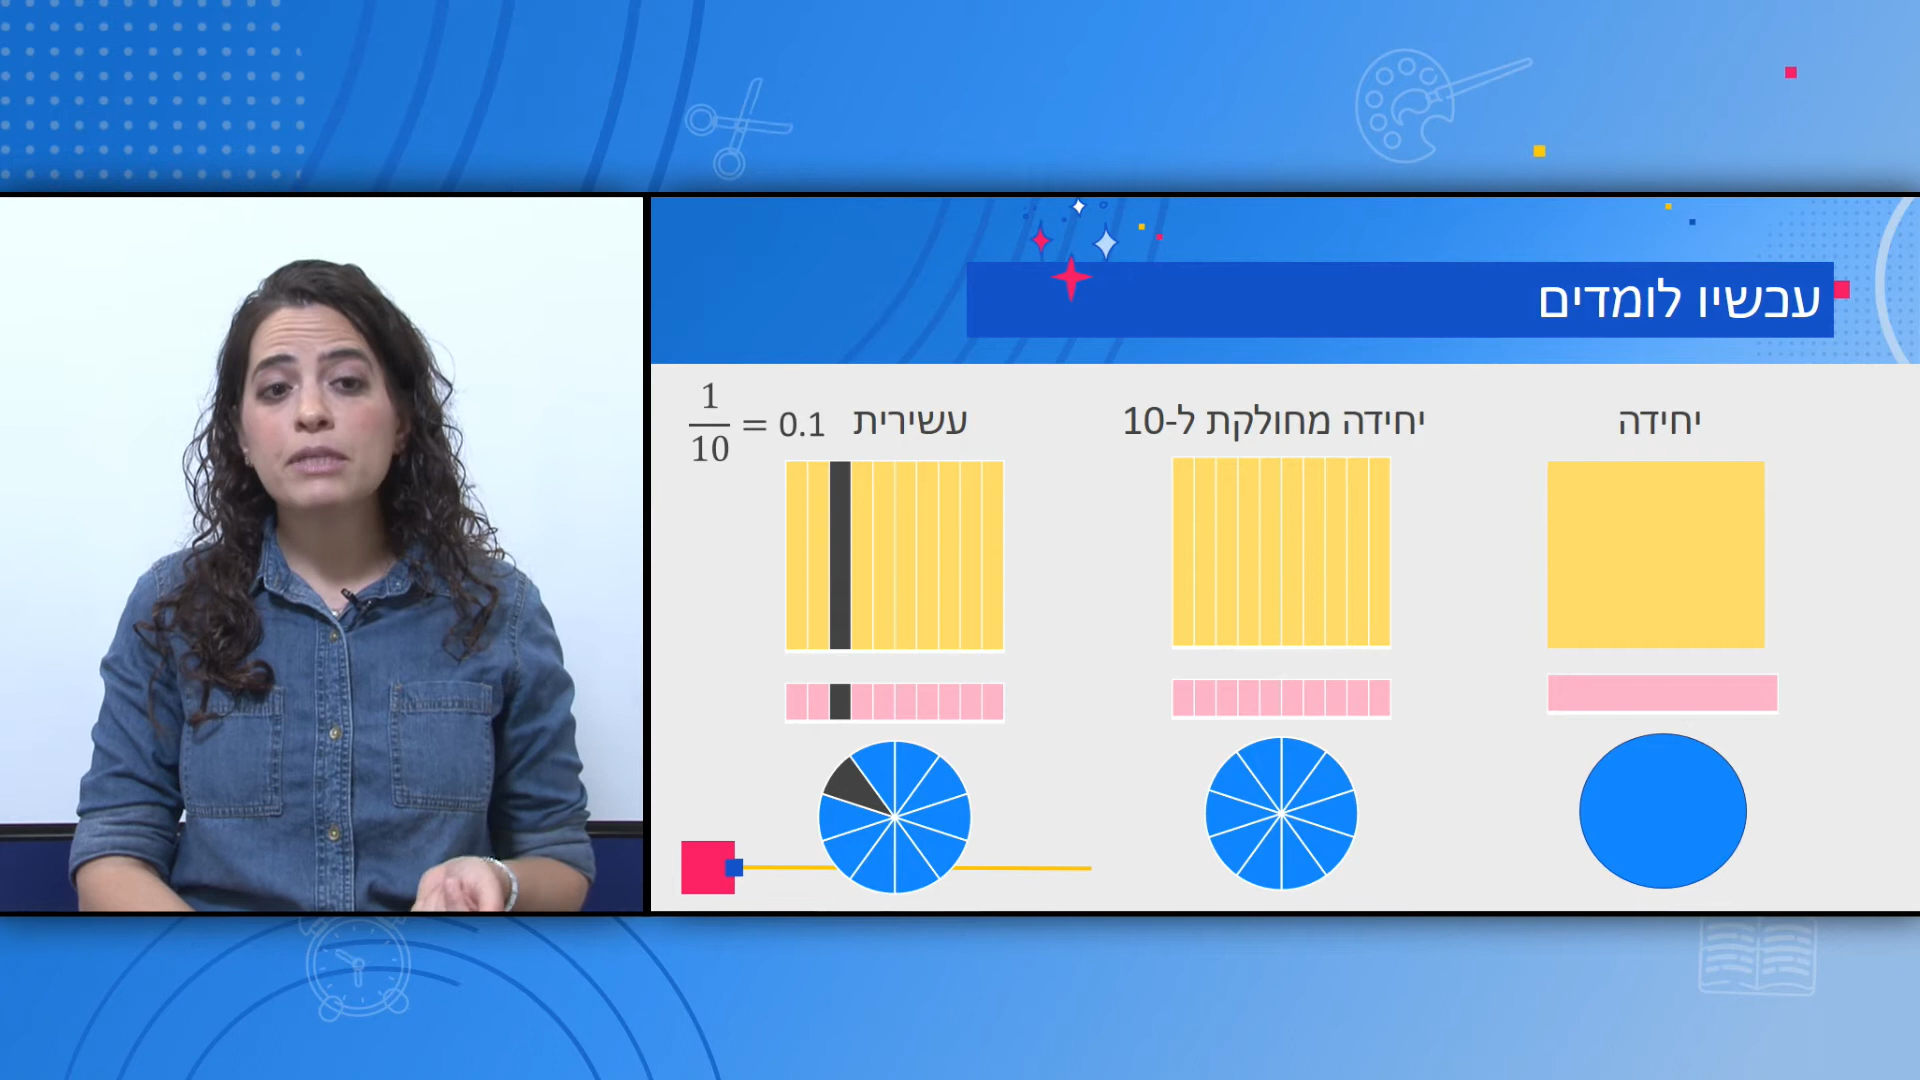 עכשיו לומדים
יחידה
יחידה מחולקת ל-10
עשירית
1/10 = 0.1